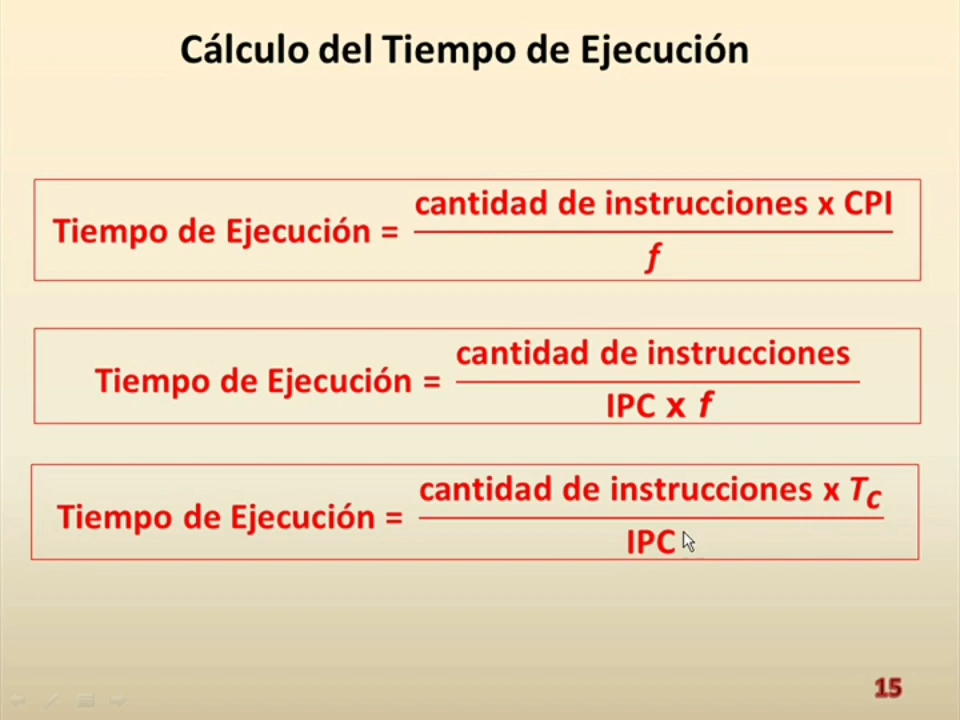 Cálculo del Tiempo de Ejecución
cantidad de instrucciones x CPI
Tiempo de Ejecución =
f
cantidad de instrucciones
Tiempo de Ejecución =
IPC x f
cantidad de instrucciones x Tc
Tiempo de Ejecución =
IPC
15